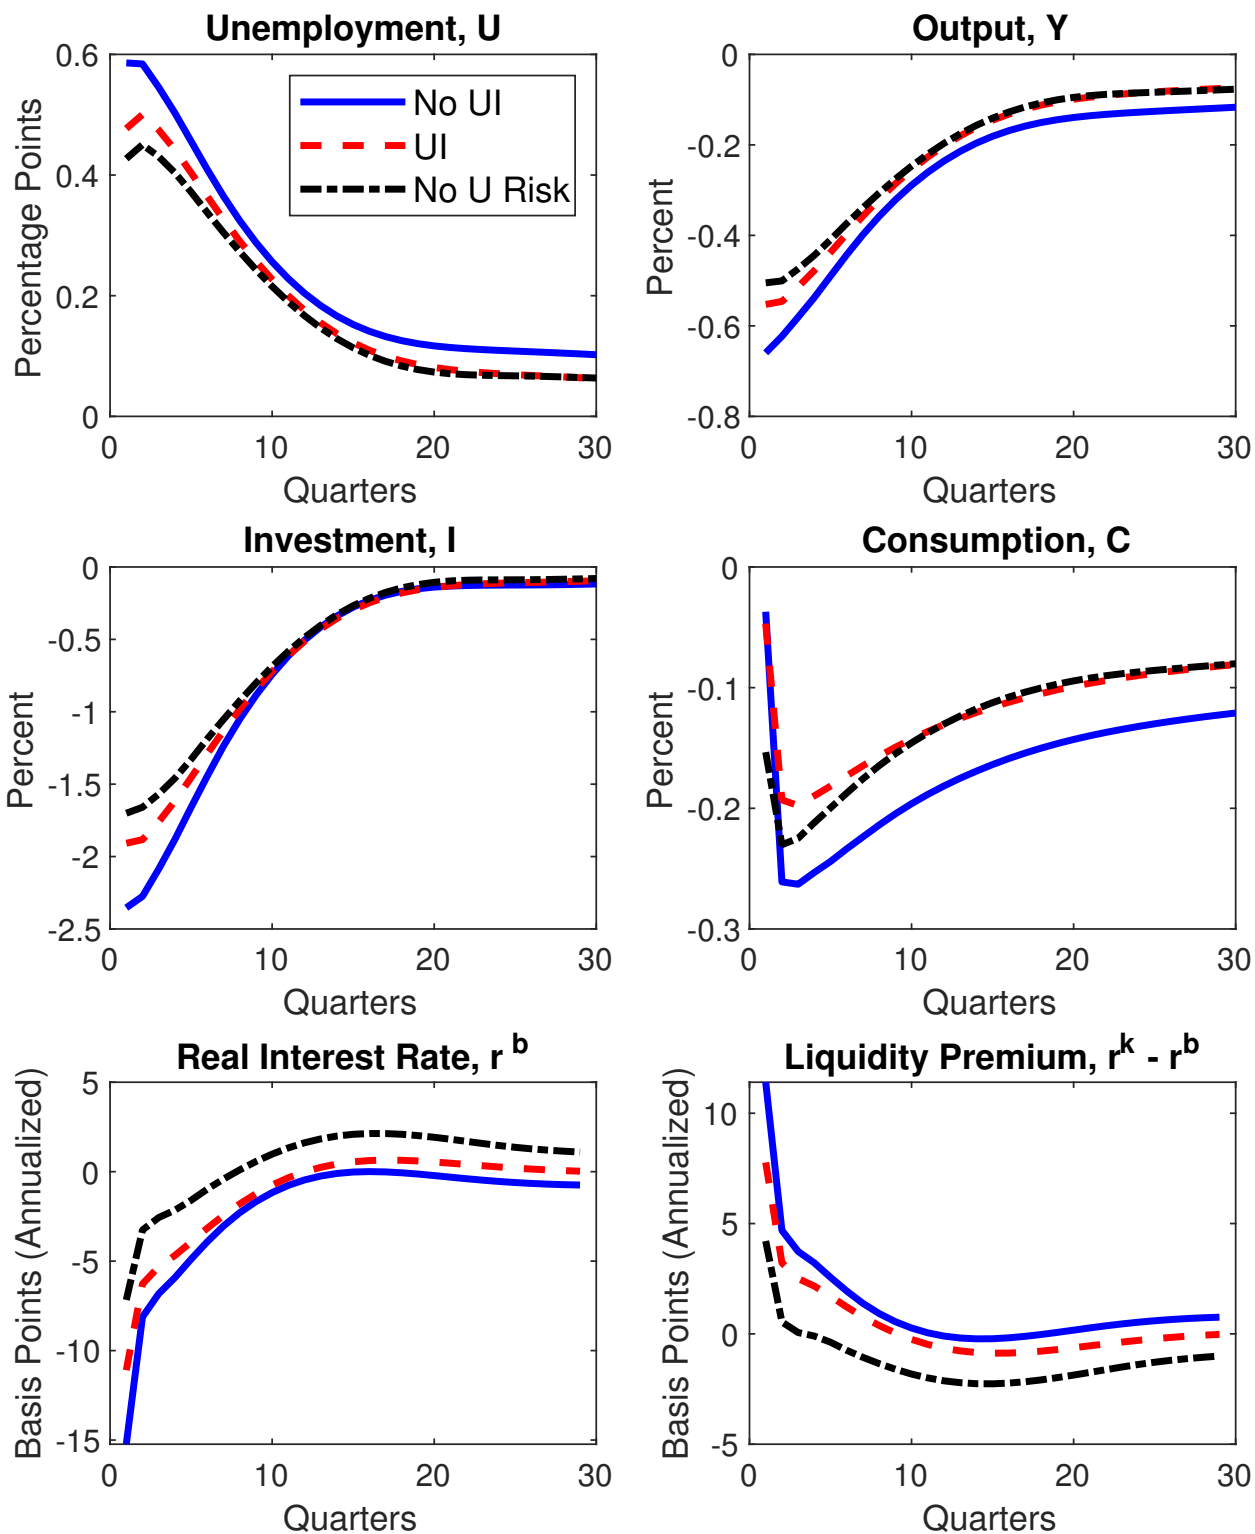 Unemployment, U
Percentage Points
0.6
0.4
0.2
0
No UI
UI
No U Risk
0 10 20 30
Quarters
Output, Y
Percent
0
-0.2
-0.4
-0.6
-0.8
0 10 20 30
Quarters
Investment, I
Percent
0
-0.5
-1
-1.5
-2
-2.5
0 10 20 30
Quarters
Consumption, C
Percent
0
-0.1
-0.2
-0.3
0 10 20 30
Quarters
Real Interest Rate, r^b
Basis Points (Annualized)
5
0
-5
-10
-15
0 10 20 30
Quarters
Liquidity Premium, r^k - r^b
Basis Points (Annualized)
10
5
0
-5
0 10 20 30
Quarters